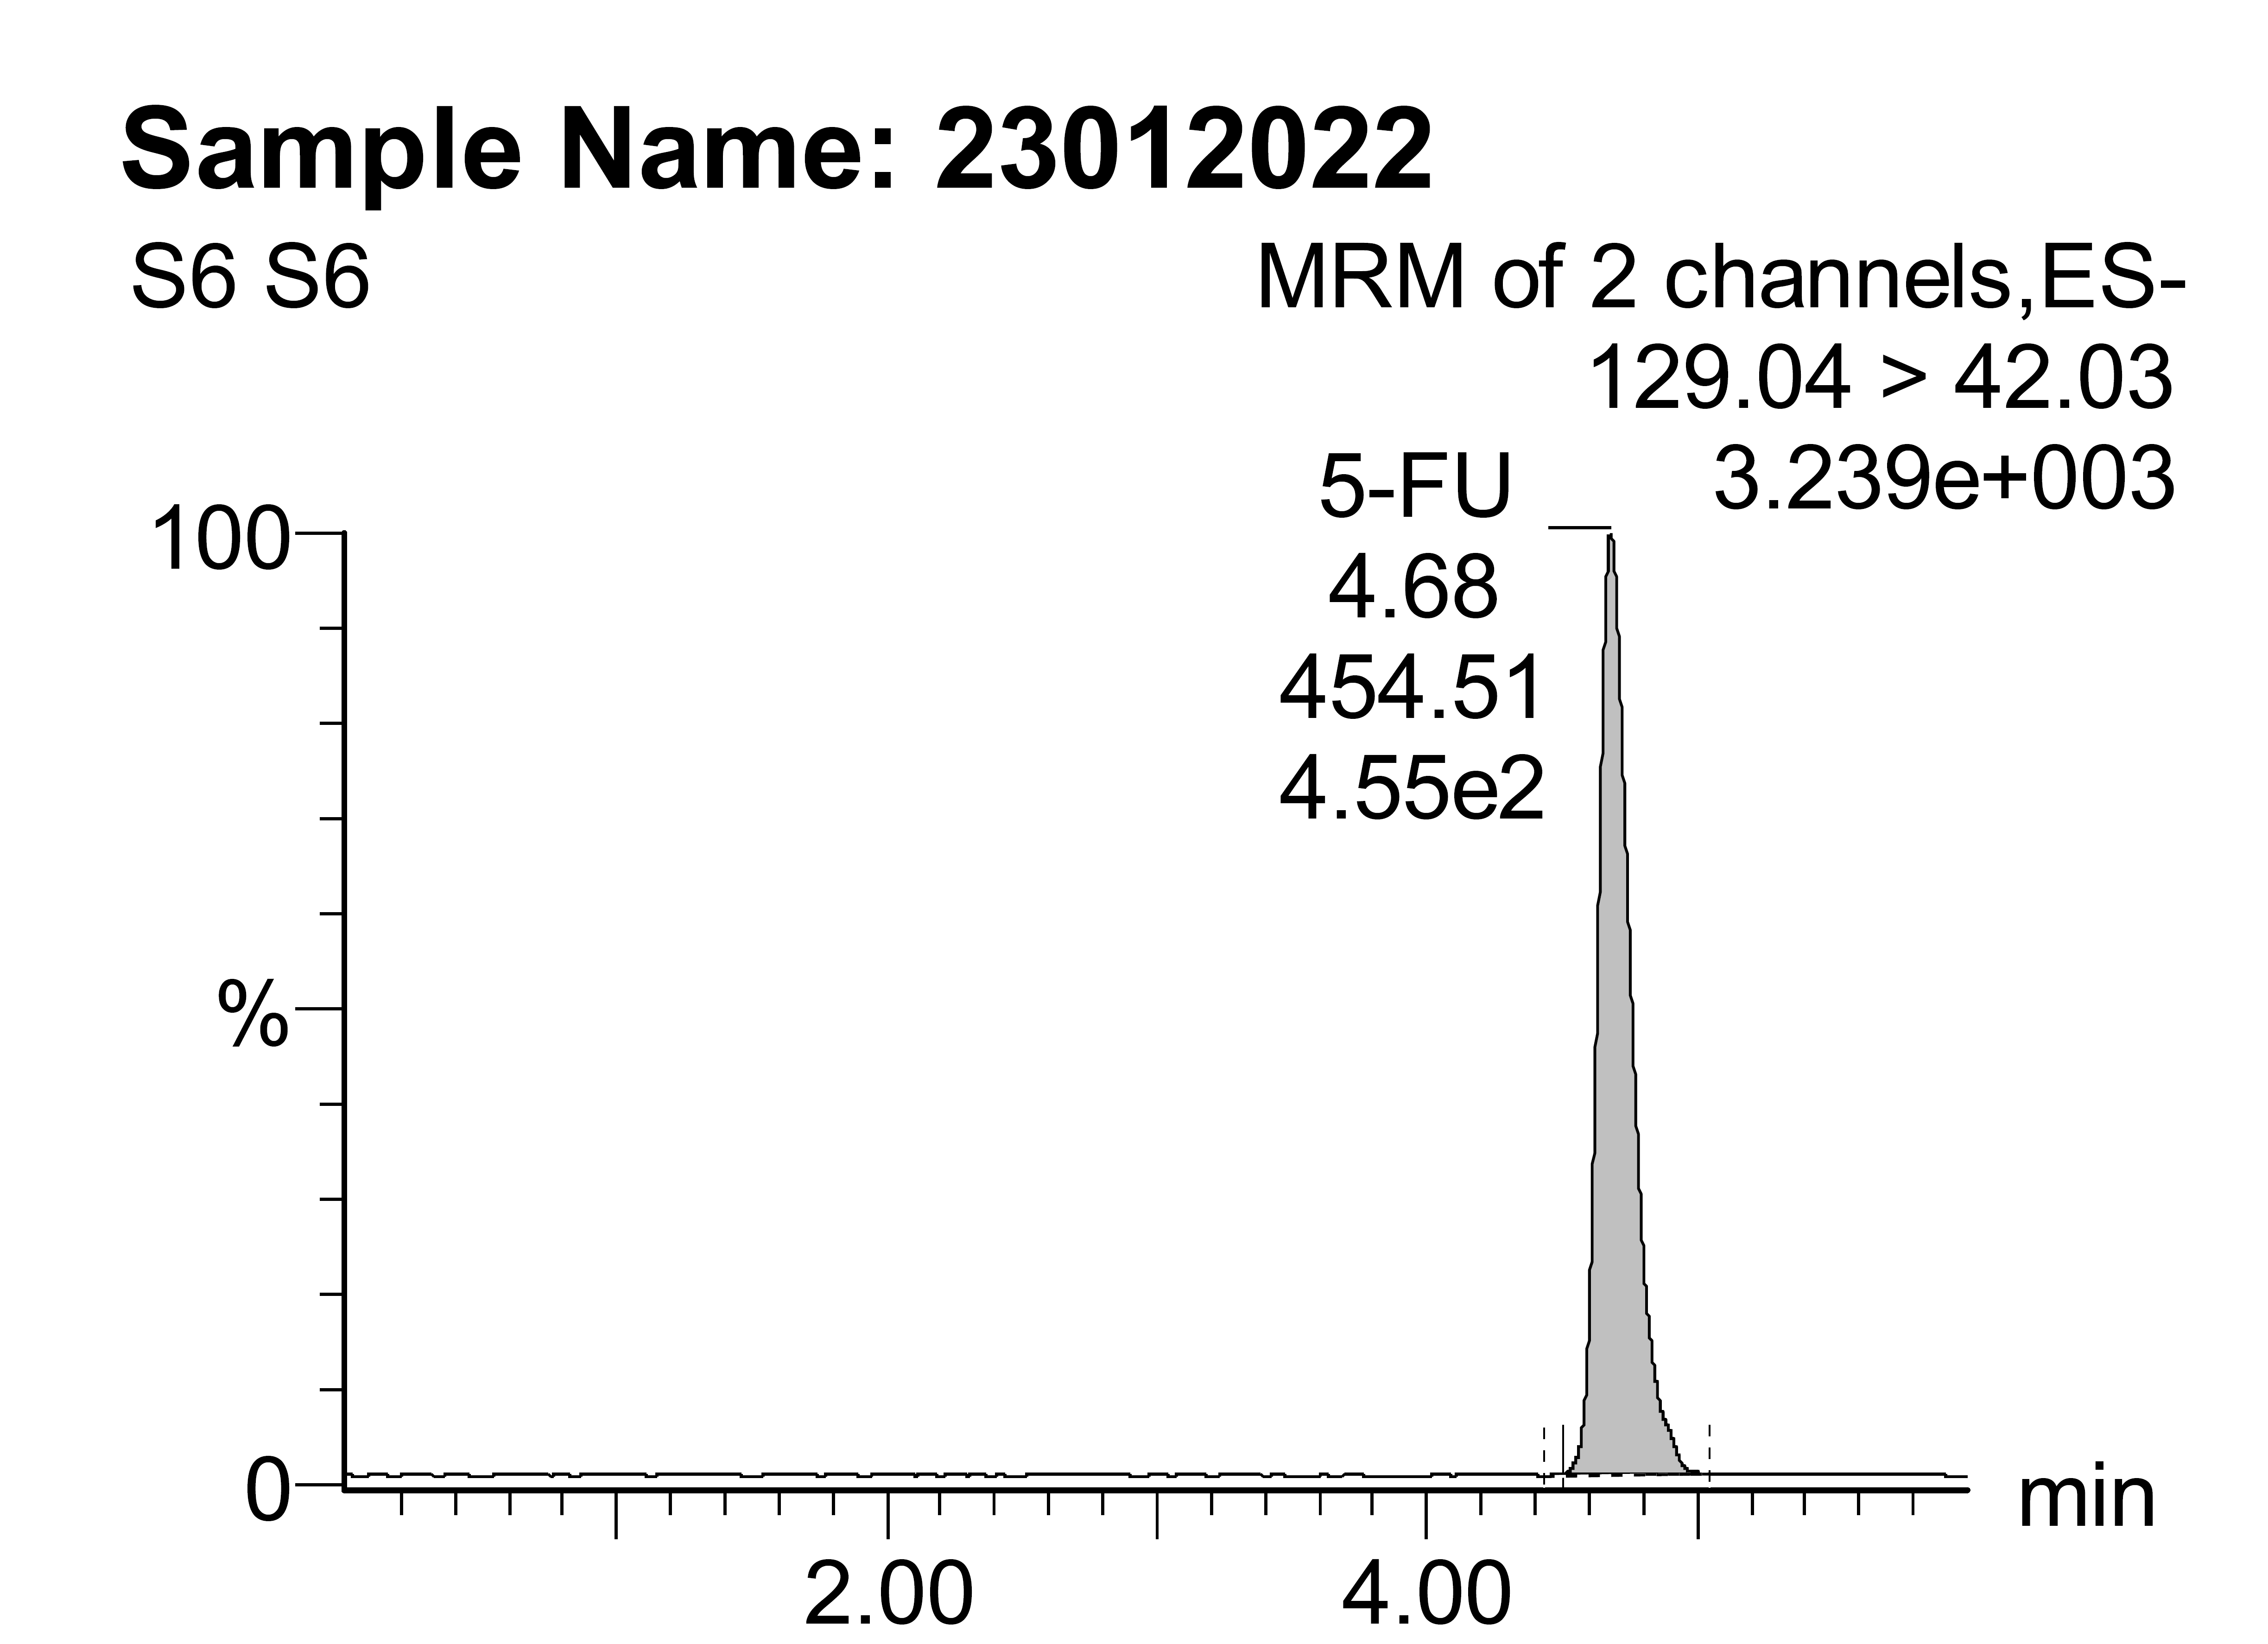 Sample Name: 23012022
S6 S6
MRM of 2 channels,ES-
129.04 > 42.03
3.239e+003
5-FU
4.68
454.51
4.55e2
100
%
0
min
2.00
4.00